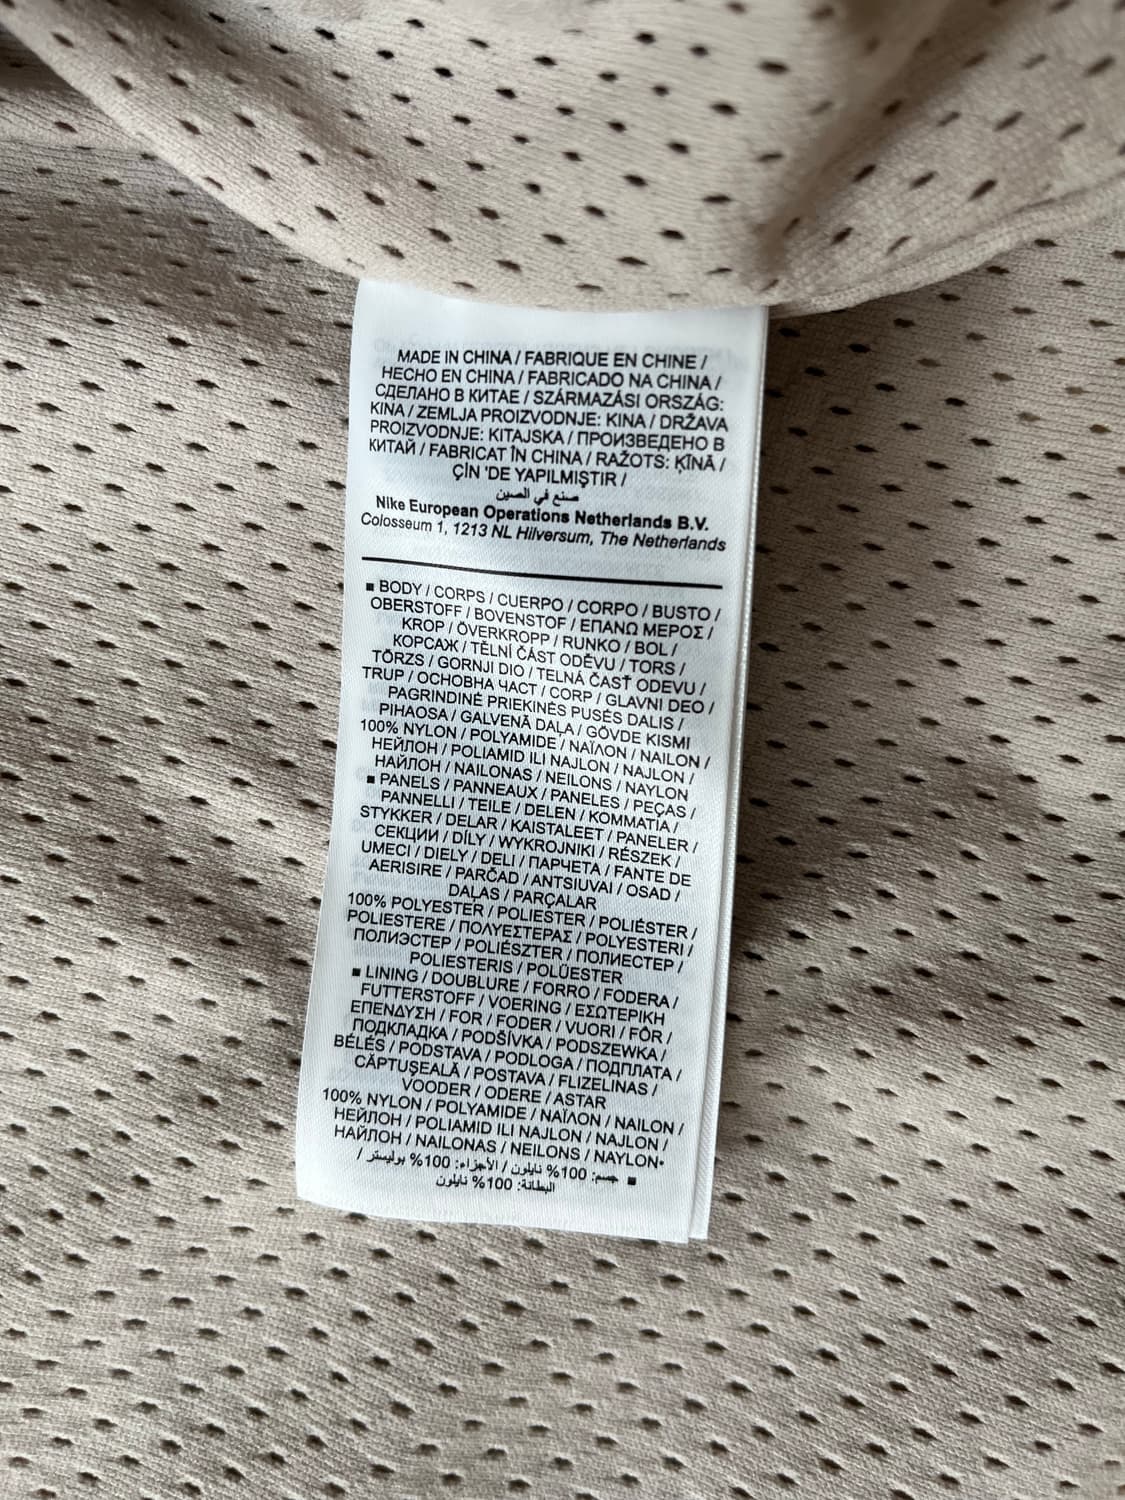 MADE IN CHINA / FABRIQUE EN CHINE /
HECHO EN CHINA / FABRICADO NA CHINA /
СДЕЛАНО В КИТАЕ / SZÁRMAZÁSI ORSZÁG:
KINA / ZEMLJA PROIZVODNJE: KINA / DRŽAVA
PROIZVODNJE: KITAJSKA / ПРОИЗВЕДЕНО В
КИТАЙ / FABRICAT ÎN CHINA / RAŽOTS: ĶĪNĀ /
ÇİN 'DE YAPILMIŞTIR /
صنع في الصين
Nike European Operations Netherlands B.V.
Colosseum 1, 1213 NL Hilversum, The Netherlands
■ BODY / CORPS / CUERPO / CORPO / BUSTO /
OBERSTOFF / BOVENSTOF / ΕΠΑΝΩ ΜΕΡΟΣ /
KROP / ÖVERKROPP / RUNKO / BOL /
КОРСАЖ / TĚLNÍ ČÁST ODĚVU / TORS /
TÖRZS / GORNJI DIO / TELNÁ ČASŤ ODEVU /
TRUP / ОСНОВНА ЧАСТ / CORP / GLAVNI DEO /
PAGRINDINĖ PRIEKINĖS PUSĖS DALIS /
PIHAOSA / GALVENĀ DAĻA / GÖVDE KISMI
100% NYLON / POLYAMIDE / ΝΑΪΛΟΝ / NAILON /
НЕЙЛОН / POLIAMID ILI NAJLON / NAJLON /
НАЙЛОН / NAILONAS / NEILONS / NAYLON
■ PANELS / PANNEAUX / PANELES / PEÇAS /
PANNELLI / TEILE / DELEN / ΚΟΜΜΑΤΙΑ /
STYKKER / DELAR / KAISTALEET / PANELER /
СЕКЦИИ / DÍLY / WYKROJNIKI / RÉSZEK /
UMECI / DIELY / DELI / ПАРЧЕТА / FANTE DE
AERISIRE / PARČAD / ANTSIUVAI / OSAD /
DAĻAS / PARÇALAR
100% POLYESTER / POLIESTER / POLIÉSTER /
POLIESTERE / ΠΟΛΥΕΣΤΕΡΑΣ / POLYESTERI /
ПОЛИЭСТЕР / POLIÉSZTER / ПОЛИЕСТЕР /
POLIESTERIS / POLÜESTER
■ LINING / DOUBLURE / FORRO / FODERA /
FUTTERSTOFF / VOERING / ΕΣΩΤΕΡΙΚΗ
ΕΠΕΝΔΥΣΗ / FOR / FODER / VUORI / FÔR /
ПОДКЛАДКА / PODŠÍVKA / PODSZEWKA /
BÉLÉS / PODSTAVA / PODLOGA / ПОДПЛАТА /
CĂPTUŞEALĂ / POSTAVA / FLIZELINAS /
VOODER / ODERE / ASTAR
100% NYLON / POLYAMIDE / ΝΑΪΛΟΝ / NAILON /
НЕЙЛОН / POLIAMID ILI NAJLON / NAJLON /
НАЙЛОН / NAILONAS / NEILONS / NAYLON•
■ جسم: 100% نايلون / الأجزاء: 100% بوليستر /
البطانة: 100% نايلون